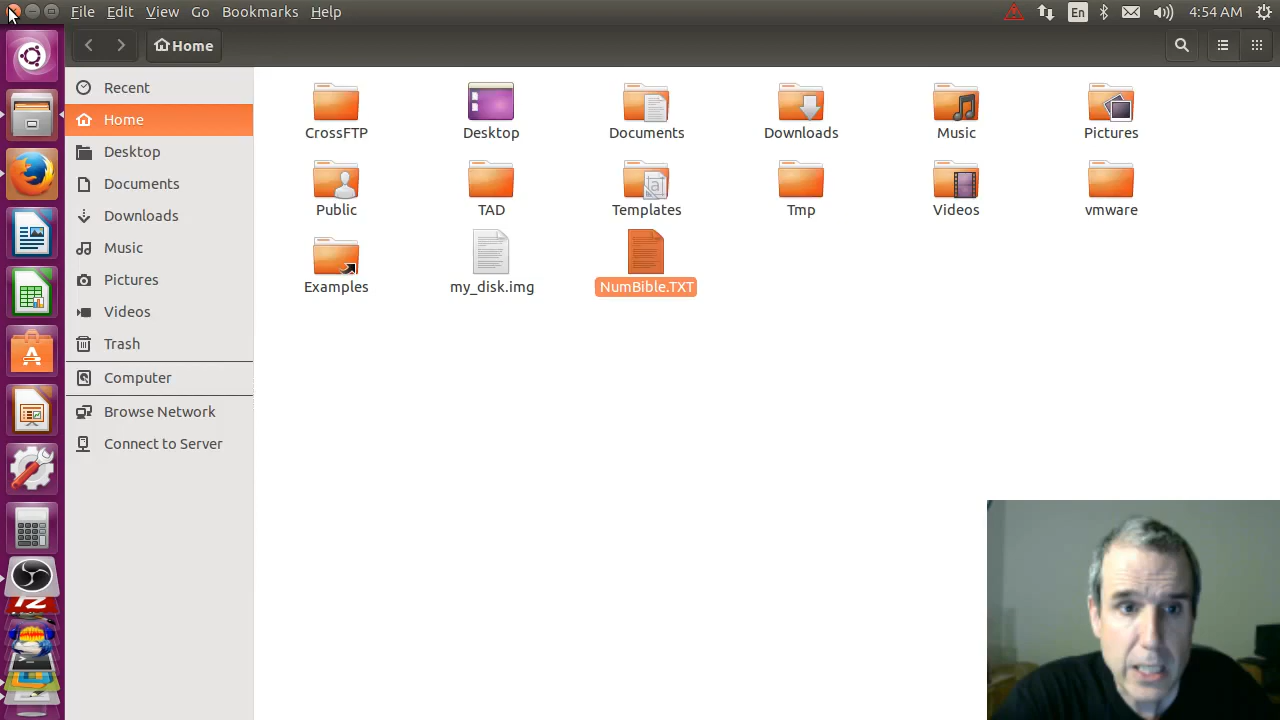 File Edit View Go Bookmarks Help
En 4:54 AM
Home
Recent
Home
Desktop
Documents
Downloads
Music
Pictures
Videos
Trash
Computer
Browse Network
Connect to Server
CrossFTP Desktop Documents Downloads Music Pictures
Public TAD Templates Tmp Videos vmware
Examples my_disk.img NumBible.TXT